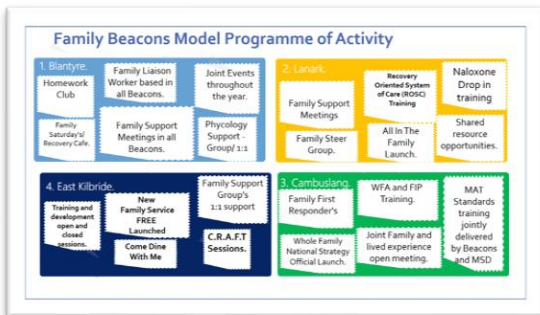 Family Beacons Model Programme of Activity
1. Blantyre.
Homework
Club
Family Liaison
Worker based in
all Beacons.
Joint Events
throughout
the year.
Family
Saturday's/
Recovery Cafe.
Family Support
Meetings in all
Beacons.
Phycology
Support -
Group/ 1:1
2. Lanark.
Family Support
Meetings
Recovery
Oriented System
of Care (ROSC)
Training
Naloxone
Drop in
training
Family Steer
Group.
All In The
Family
Launch.
Shared
resource
opportunities.
4. East Kilbride.
Training and
development
open and
closed
sessions.
New
Family Service
FREE
Launched
Family Support
Group's
1:1 support
Come Dine
With Me
C.R.A.F.T
Sessions.
3. Cambuslang.
Family First
Responder's
WFA and FIP
Training.
MAT
Standards
training
jointly
delivered
by Beacons
and MSD
Whole Family
National Strategy
Official Launch.
Joint Family and
lived experience
open meeting.